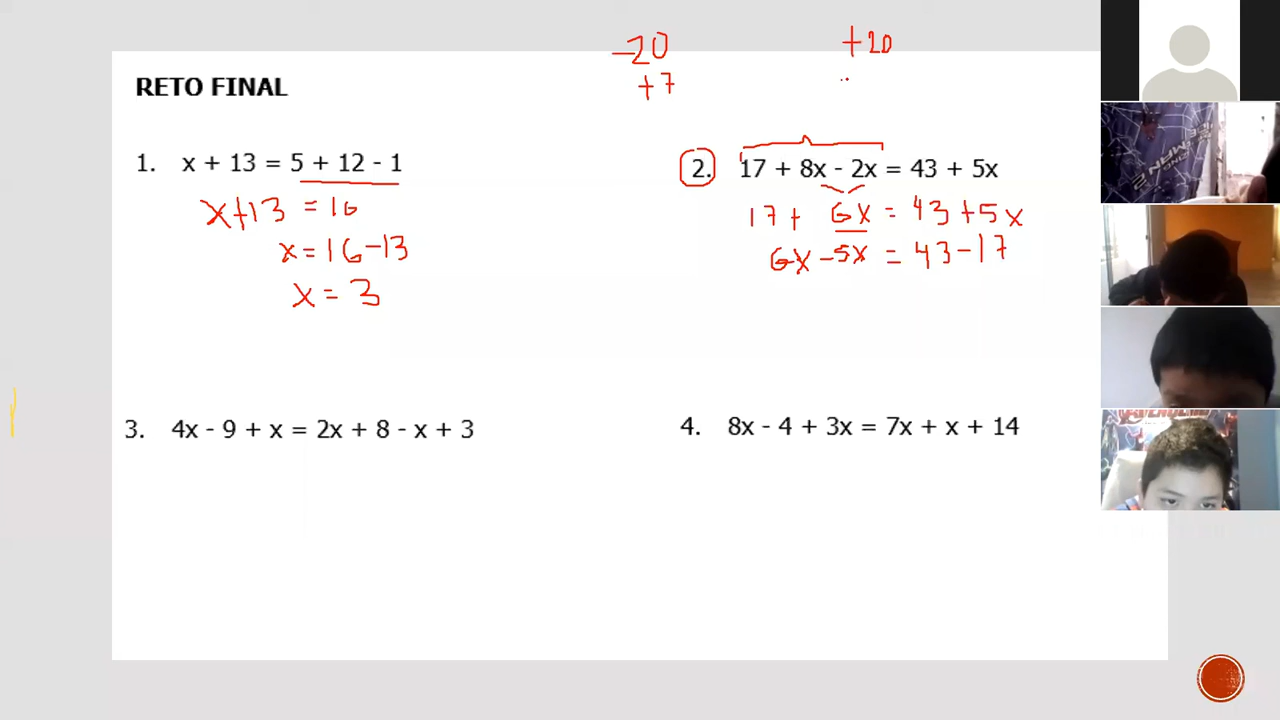 -20
+7
+20
RETO FINAL
1. x + 13 = 5 + 12 - 1
x+13 = 16
x = 16-13
x = 3
2. 17 + 8x - 2x = 43 + 5x
17 + 6x = 43+5x
6x -5x = 43-17
3. 4x - 9 + x = 2x + 8 - x + 3
4. 8x - 4 + 3x = 7x + x + 14